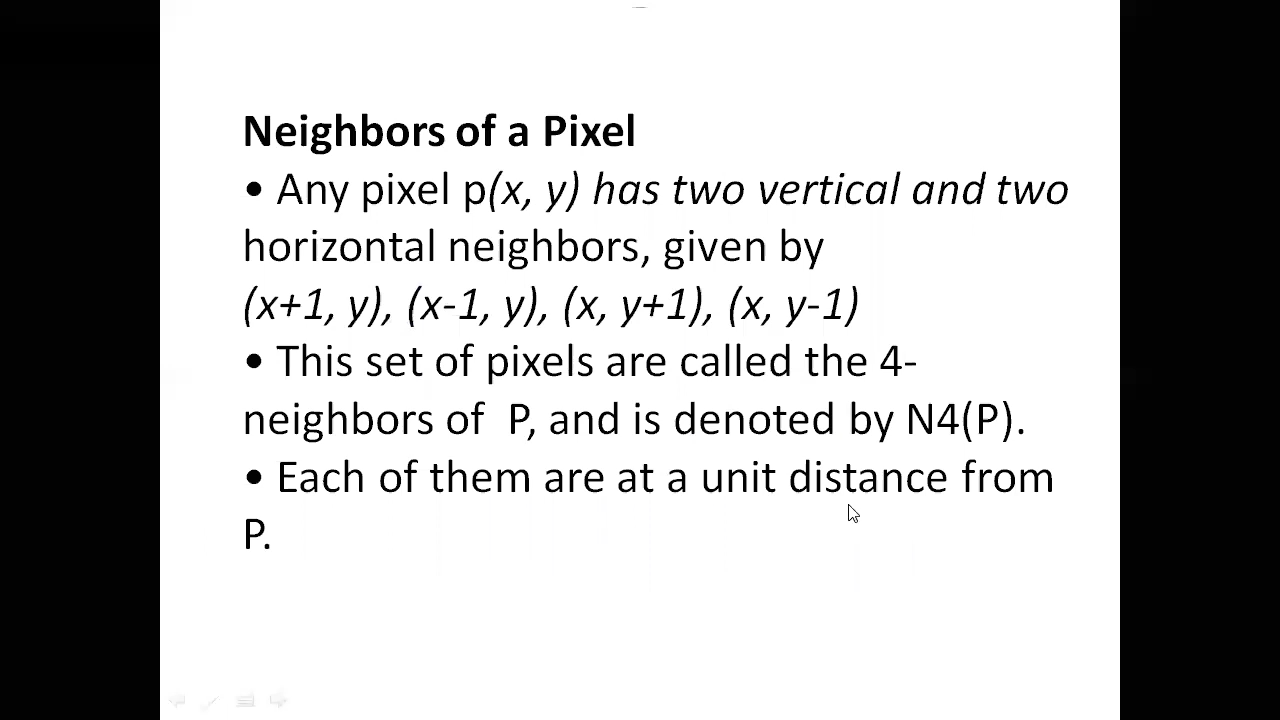 Neighbors of a Pixel
• Any pixel p(x, y) has two vertical and two
horizontal neighbors, given by
(x+1, y), (x-1, y), (x, y+1), (x, y-1)
• This set of pixels are called the 4-
neighbors of  P, and is denoted by N4(P).
• Each of them are at a unit distance from
P.